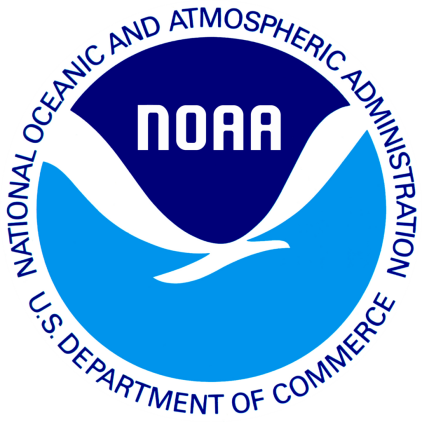 NATIONAL OCEANIC AND ATMOSPHERIC ADMINISTRATION
NOAA
U.S. DEPARTMENT OF COMMERCE